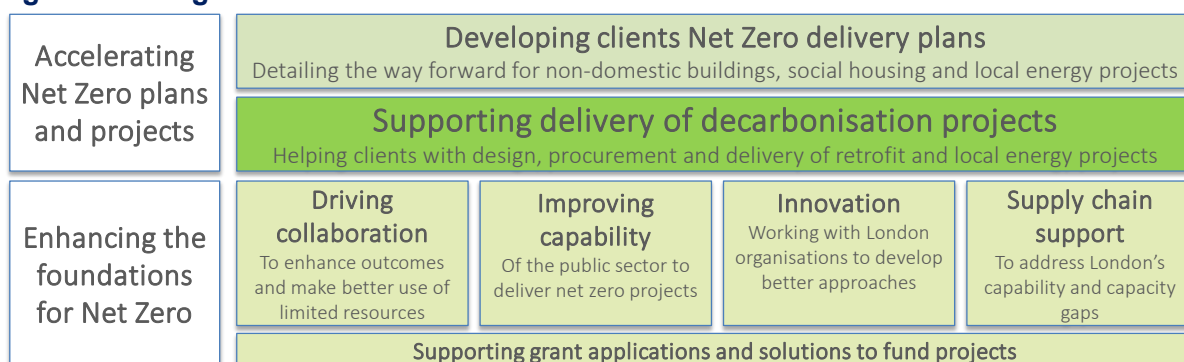 Accelerating
Net Zero plans
and projects
Developing clients Net Zero delivery plans
Detailing the way forward for non-domestic buildings, social housing and local energy projects
Supporting delivery of decarbonisation projects
Helping clients with design, procurement and delivery of retrofit and local energy projects
Enhancing the
foundations
for Net Zero
Driving
collaboration
To enhance outcomes
and make better use of
limited resources
Improving
capability
Of the public sector to
deliver net zero projects
Innovation
Working with London
organisations to develop
better approaches
Supply chain
support
To address London's
capability and capacity
gaps
Supporting grant applications and solutions to fund projects